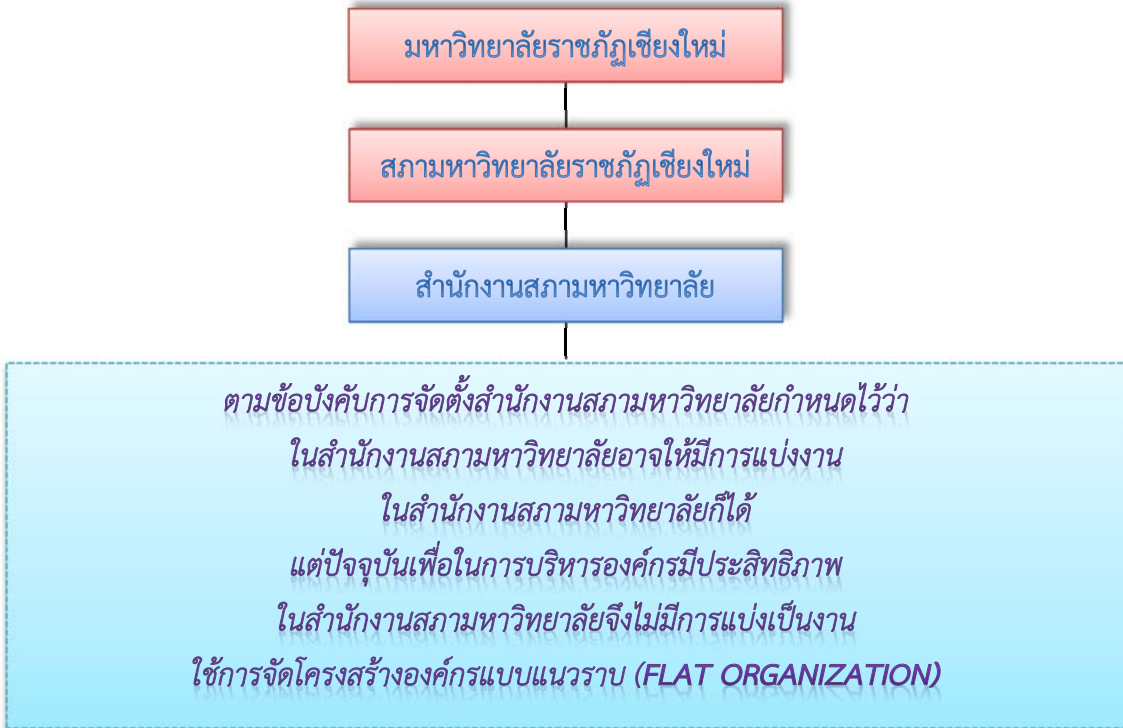 มหาวิทยาลัยราชภัฏเชียงใหม่
สภามหาวิทยาลัยราชภัฏเชียงใหม่
สำนักงานสภามหาวิทยาลัย
ตามข้อบังคับการจัดตั้งสำนักงานสภามหาวิทยาลัยกำหนดไว้ว่า
ในสำนักงานสภามหาวิทยาลัยอาจให้มีการแบ่งงาน
ในสำนักงานสภามหาวิทยาลัยก็ได้
แต่ปัจจุบันเพื่อในการบริหารองค์กรมีประสิทธิภาพ
ในสำนักงานสภามหาวิทยาลัยจึงไม่มีการแบ่งเป็นงาน
ใช้การจัดโครงสร้างองค์กรแบบแนวราบ (FLAT ORGANIZATION)